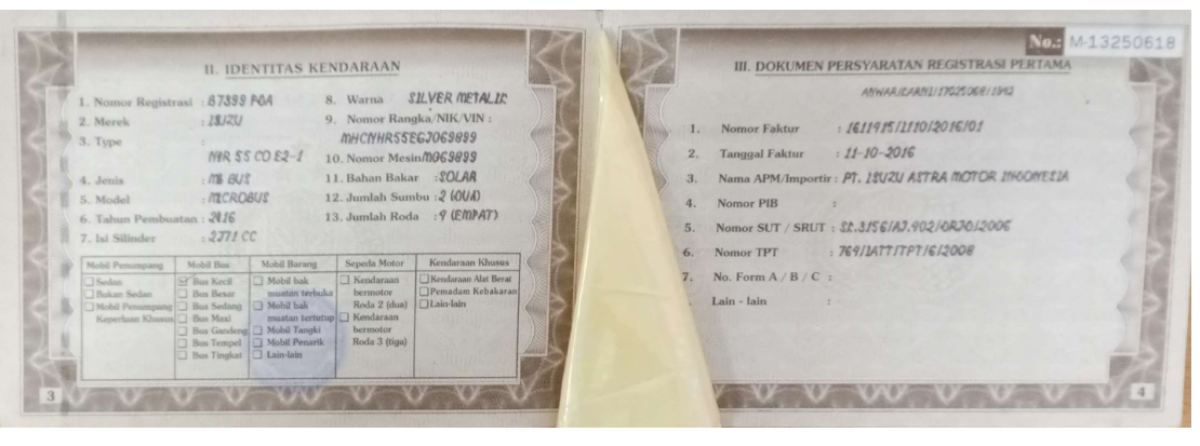 II. IDENTITAS KENDARAAN
1. Nomor Registrasi : B7399 PGA
2. Merek : ISUZU
3. Type :
NHR 55 CO E2-1
4. Jenis : MB BUS
5. Model : MICROBUS
6. Tahun Pembuatan : 2016
7. Isi Silinder : 2771 CC
8. Warna SILVER METALIC
9. Nomor Rangka/NIK/VIN :
MHCNHR55EGJ069899
10. Nomor Mesin M069899
11. Bahan Bakar : SOLAR
12. Jumlah Sumbu : 2 (DUA)
13. Jumlah Roda : 4 (EMPAT)
Mobil Penumpang
Sedan
Bukan Sedan
Mobil Penumpang
Keperluan Khusus
Mobil Bus
Bus Kecil
Bus Besar
Bus Sedang
Bus Maxi
Bus Gandeng
Bus Tempel
Bus Tingkat
Mobil Barang
Mobil bak
muatan terbuka
Mobil bak
muatan tertutup
Mobil Tangki
Mobil Penarik
Lain-lain
Sepeda Motor
Kendaraan
bermotor
Roda 2 (dua)
Kendaraan
bermotor
Roda 3 (tiga)
Kendaraan Khusus
Kendaraan Alat Berat
Pemadam Kebakaran
Lain-lain
3
No.: M-13250618
III. DOKUMEN PERSYARATAN REGISTRASI PERTAMA
1. Nomor Faktur : 1611915/2110/2016/01
2. Tanggal Faktur : 11-10-2016
3. Nama APM/Importir : PT. ISUZU ASTRA MOTOR INDONESIA
4. Nomor PIB :
5. Nomor SUT / SRUT : SK.3156/AJ.402/DRJD/2006
6. Nomor TPT : 764/IATT/TPT/6/2008
7. No. Form A / B / C :
Lain - lain :
4